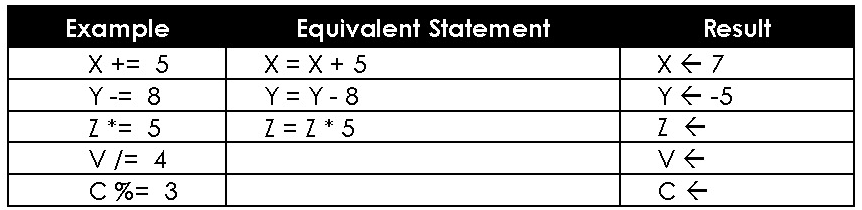 Example Equivalent Statement Result
X += 5 X = X + 5 X ← 7
Y -= 8 Y = Y - 8 Y ← -5
Z *= 5 Z = Z * 5 Z ←
V /= 4 V ←
C %= 3 C ←